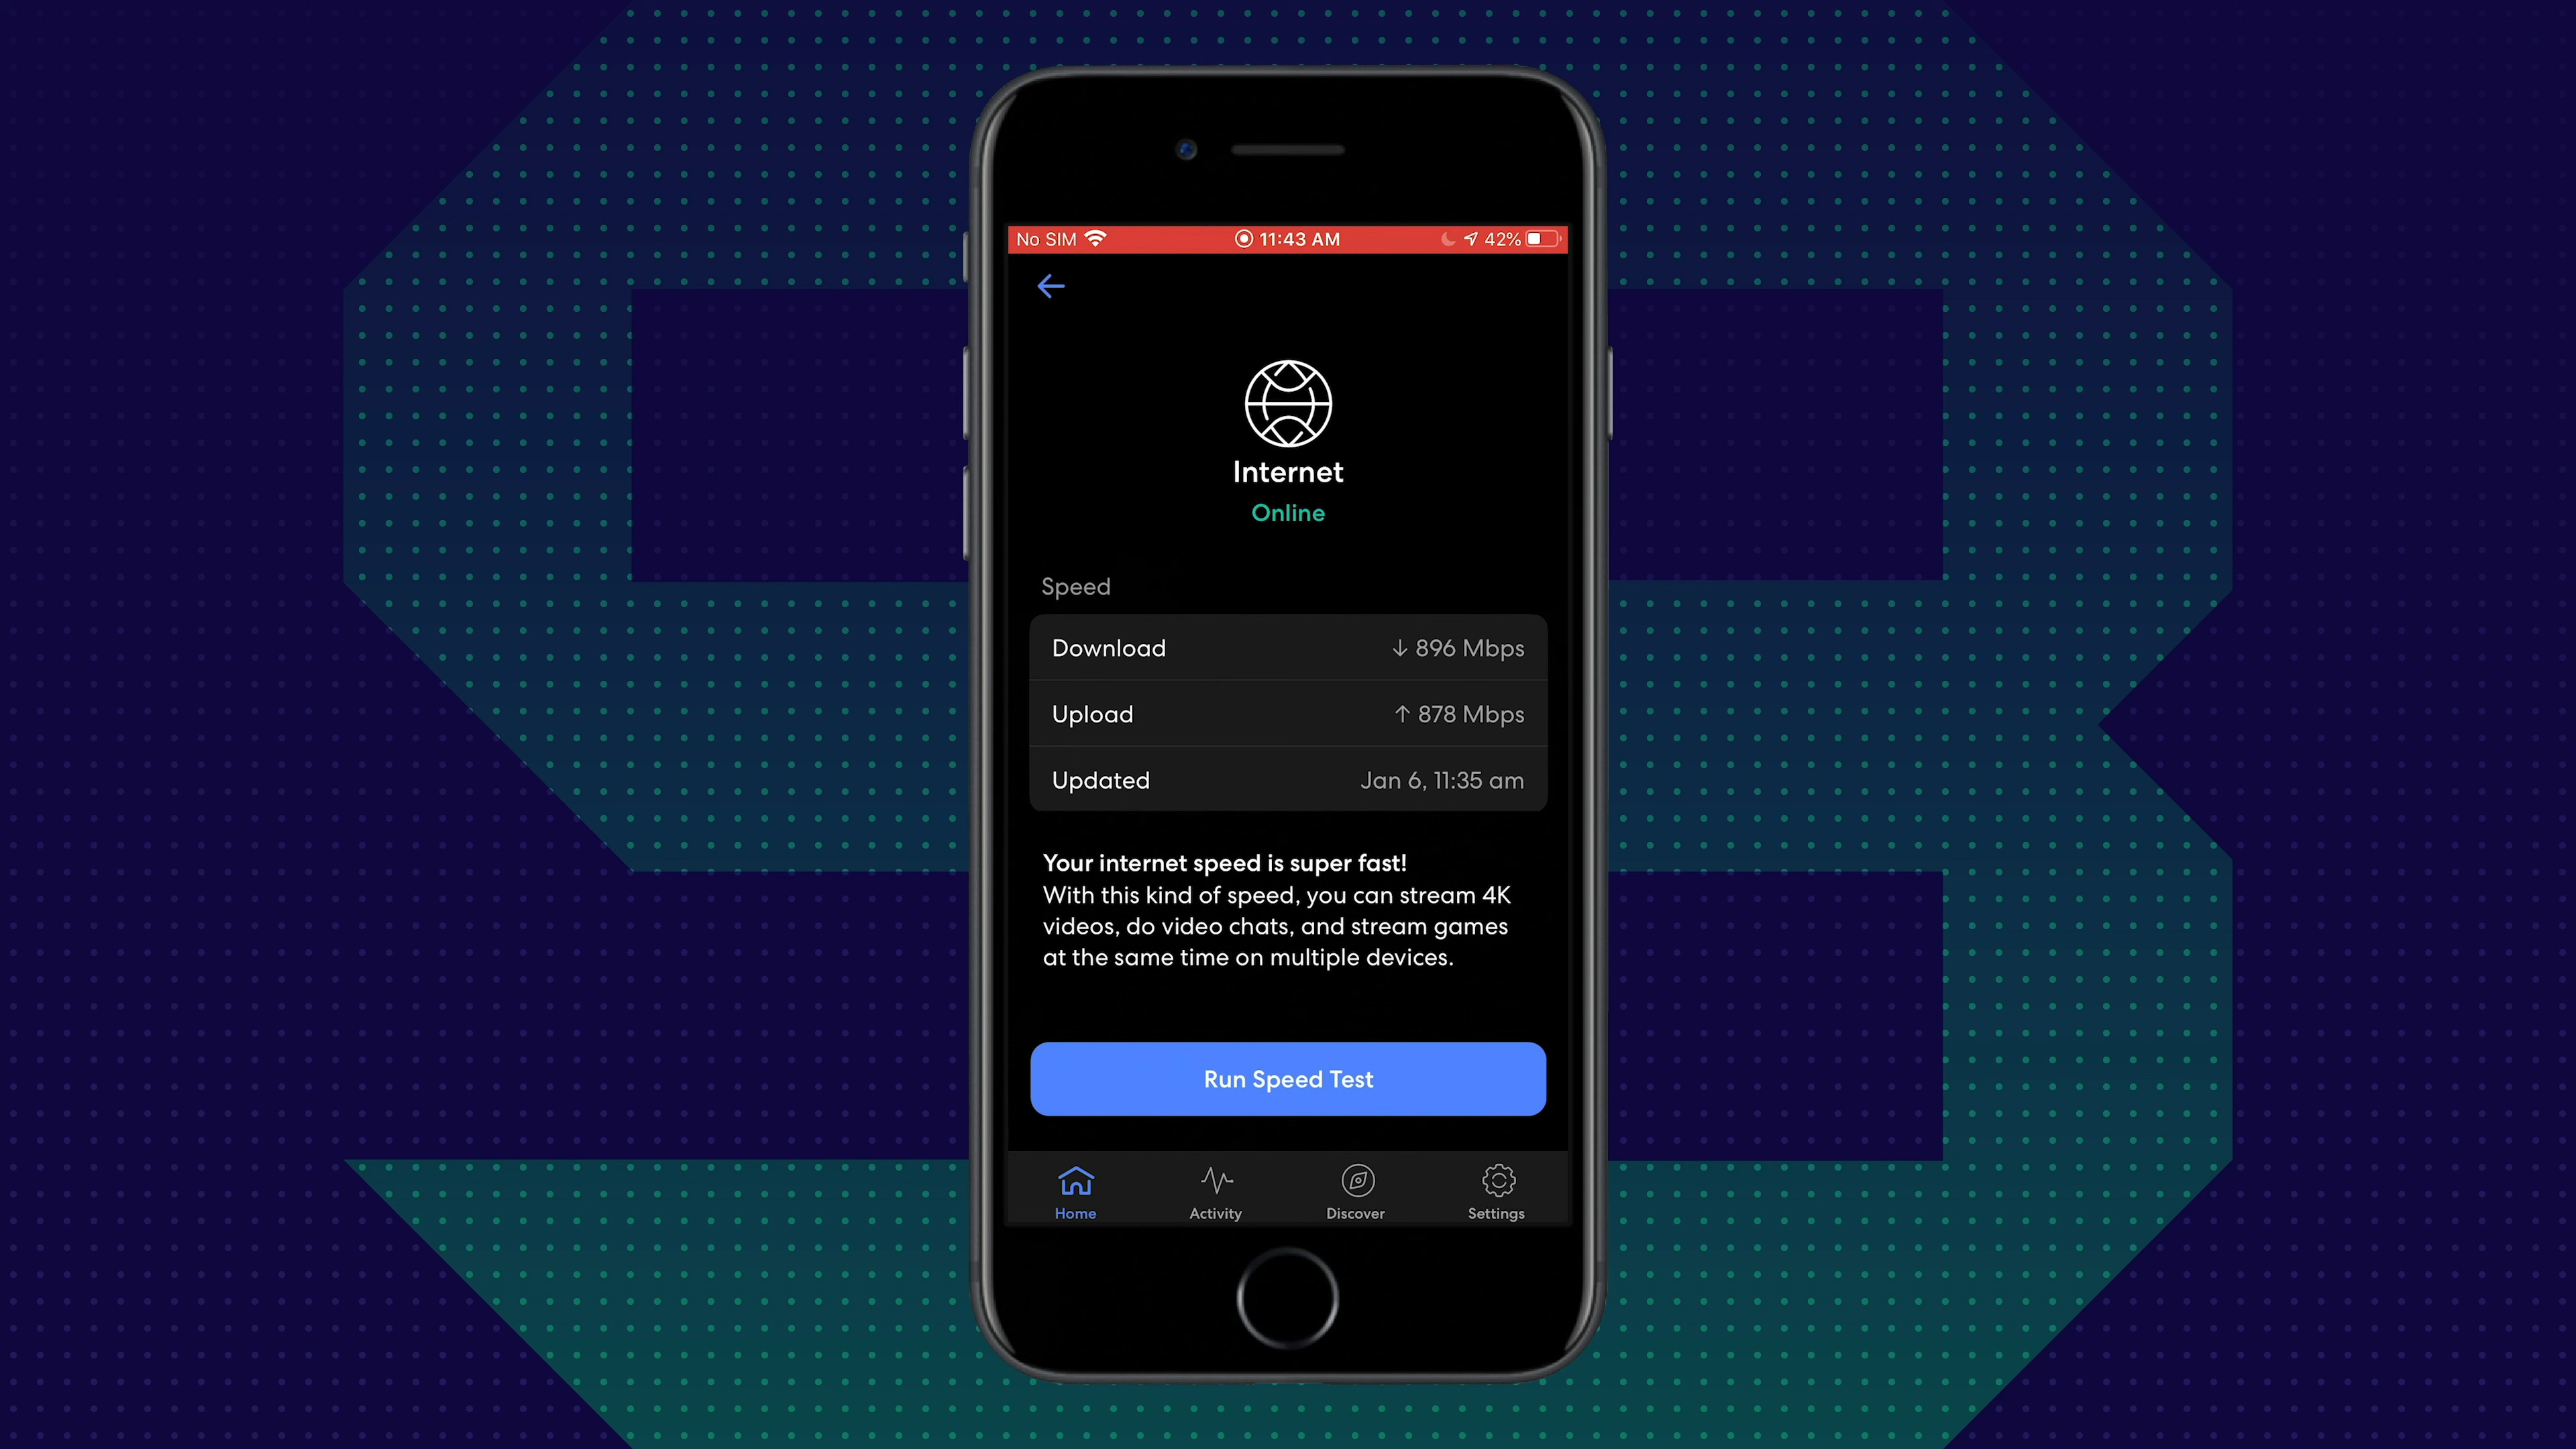 No SIM 11:43 AM 42%
Internet
Online
Speed
Download ↓ 896 Mbps
Upload ↑ 878 Mbps
Updated Jan 6, 11:35 am
Your internet speed is super fast!
With this kind of speed, you can stream 4K
videos, do video chats, and stream games
at the same time on multiple devices.
Run Speed Test
Home Activity Discover Settings